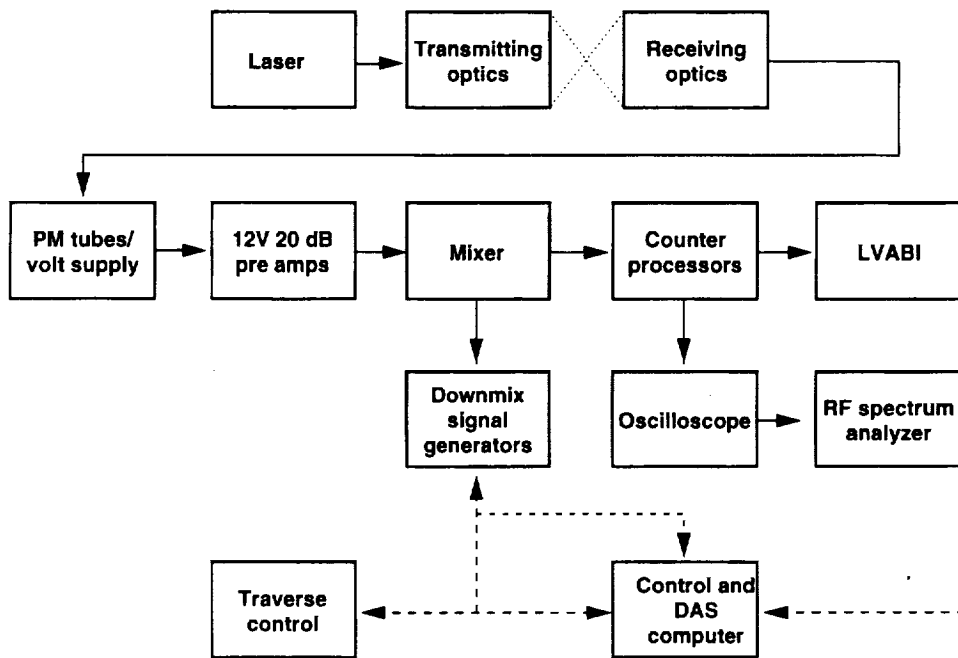 Laser
Transmitting
optics
Receiving
optics
PM tubes/
volt supply
12V 20 dB
pre amps
Mixer
Counter
processors
LVABI
Downmix
signal
generators
Oscilloscope
RF spectrum
analyzer
Traverse
control
Control and
DAS
computer